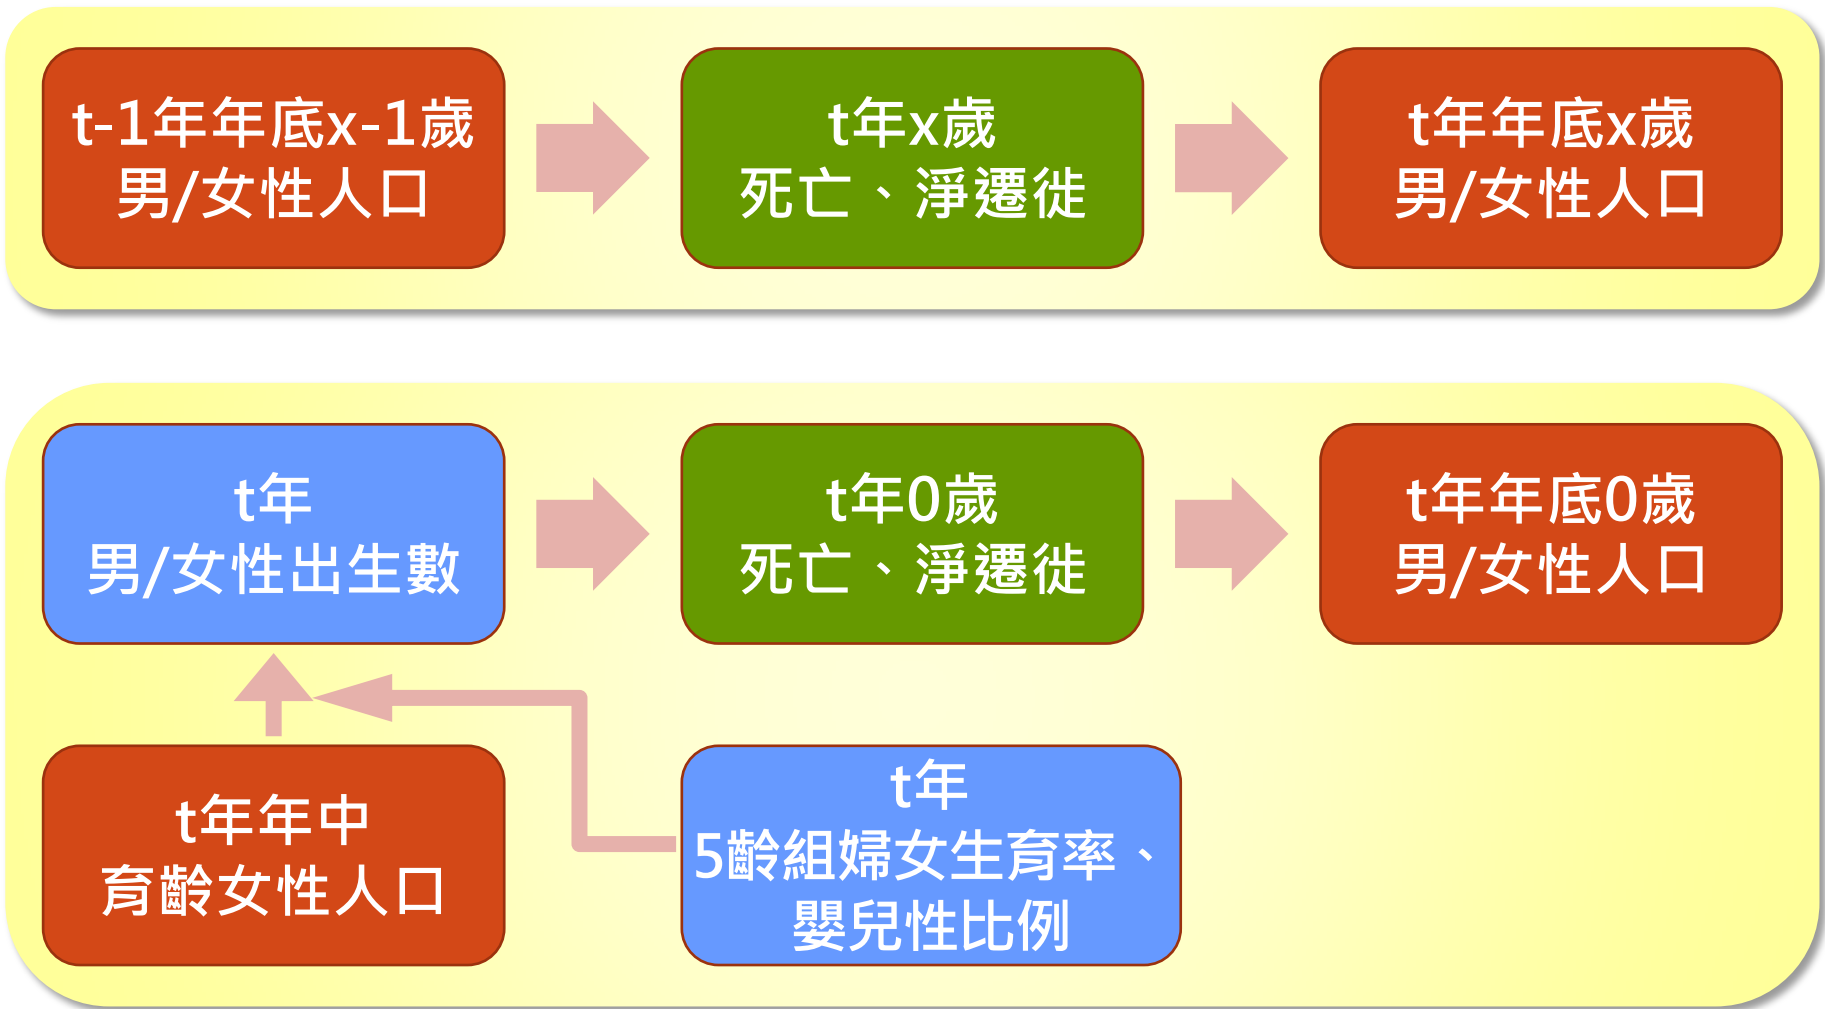 t-1年年底x-1歲
男/女性人口
t年x歲
死亡、淨遷徙
t年年底x歲
男/女性人口
t年
男/女性出生數
t年0歲
死亡、淨遷徙
t年年底0歲
男/女性人口
t年年中
育齡女性人口
t年
5齡組婦女生育率、
嬰兒性比例